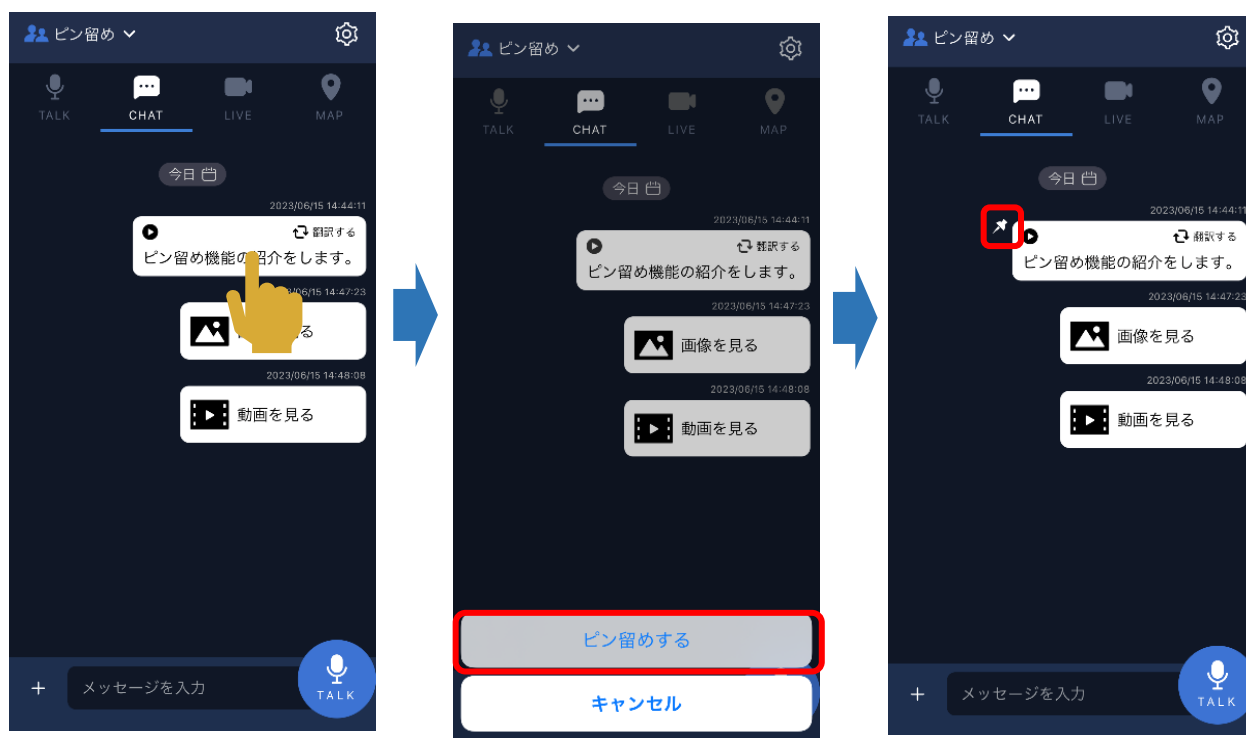 ピン留め
TALK
CHAT
LIVE
MAP
今日
2023/06/15 14:44:11
翻訳する
ピン留め機能の紹介をします。
/06/15 14:47:23
る
2023/06/15 14:48:08
動画を見る
+ メッセージを入力
TALK
ピン留め
TALK
CHAT
LIVE
MAP
今日
2023/06/15 14:44:11
翻訳する
ピン留め機能の紹介をします。
2023/06/15 14:47:23
画像を見る
2023/06/15 14:48:08
動画を見る
ピン留めする
キャンセル
ピン留め
TALK
CHAT
LIVE
MAP
今日
2023/06/15 14:44:11
翻訳する
ピン留め機能の紹介をします。
2023/06/15 14:47:23
画像を見る
2023/06/15 14:48:08
動画を見る
+ メッセージを入力
TALK